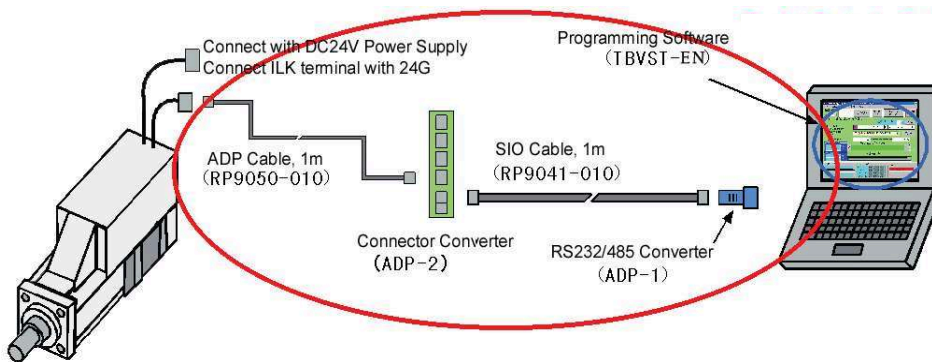 Connect with DC24V Power Supply
Connect ILK terminal with 24G
Programming Software
(TBVST-EN)
ADP Cable, 1m
(RP9050-010)
SIO Cable, 1m
(RP9041-010)
Connector Converter
(ADP-2)
RS232/485 Converter
(ADP-1)